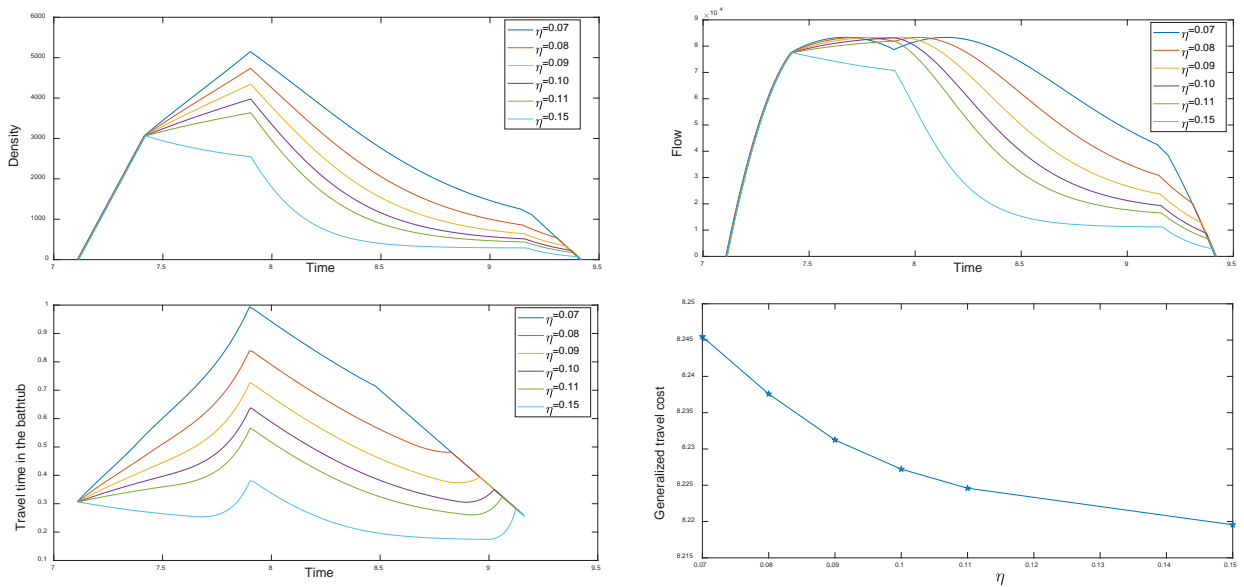 6000
5000
4000
3000
2000
1000
0
Density
7
7.5
8
8.5
9
9.5
Time
η=0.07
η=0.08
η=0.09
η=0.10
η=0.11
η=0.15
× 10⁴
9
8
7
6
5
4
3
2
1
0
Flow
7
7.5
8
8.5
9
9.5
Time
η=0.07
η=0.08
η=0.09
η=0.10
η=0.11
η=0.15
1
0.9
0.8
0.7
0.6
0.5
0.4
0.3
0.2
0.1
Travel time in the bathtub
7
7.5
8
8.5
9
9.5
Time
η=0.07
η=0.08
η=0.09
η=0.10
η=0.11
η=0.15
8.25
8.245
8.24
8.235
8.23
8.225
8.22
8.215
Generalized travel cost
0.07
0.08
0.09
0.1
0.11
0.12
0.13
0.14
0.15
η